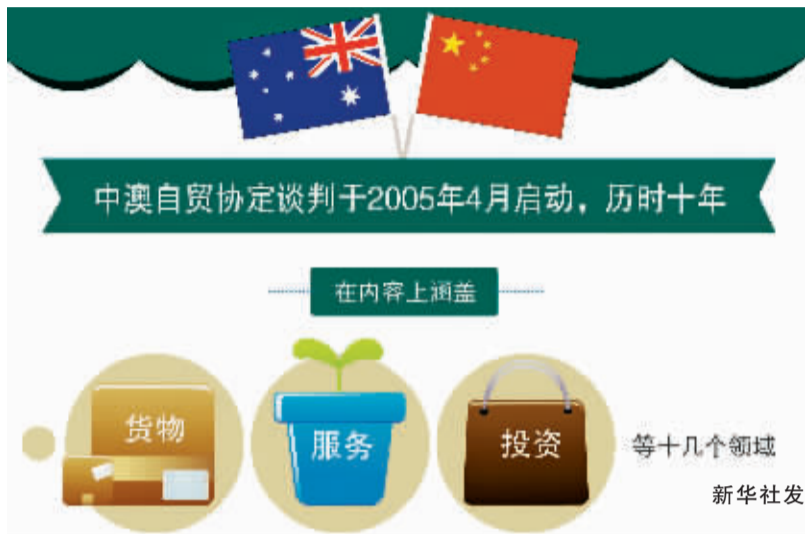 中澳自贸协定谈判于2005年4月启动，历时十年
在内容上涵盖
货物
服务
投资
等十几个领域
新华社发